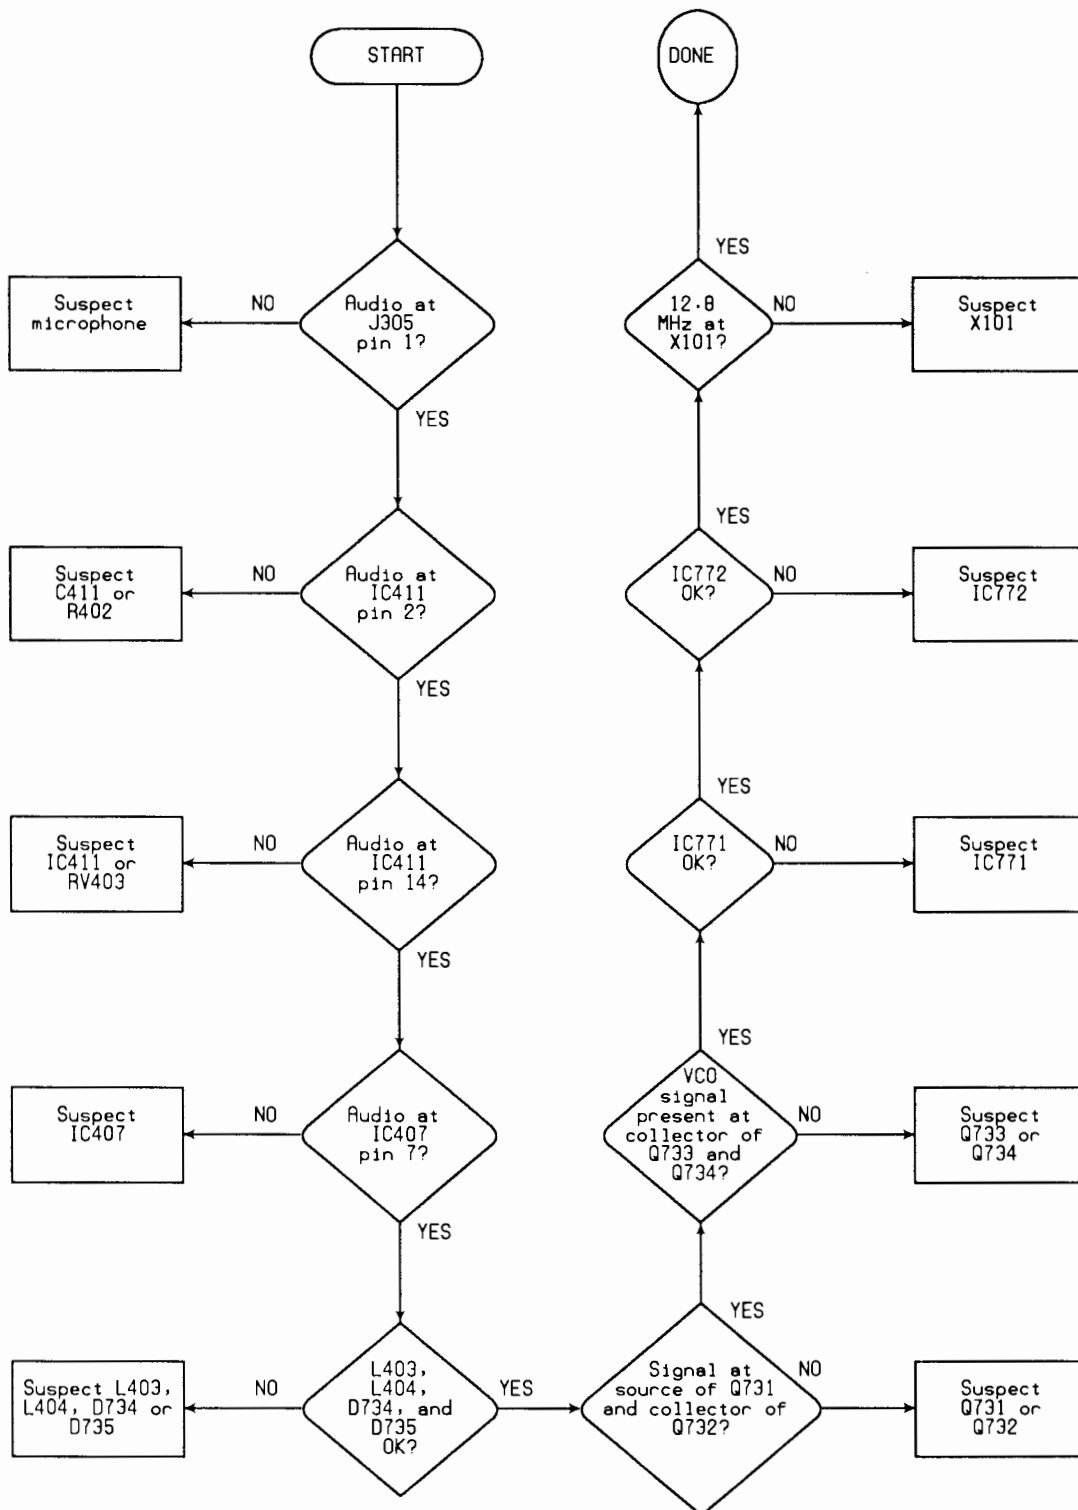 START
Audio at
J305
pin 1?
NO
Suspect
microphone
YES
Audio at
IC411
pin 2?
NO
Suspect
C411 or
R402
YES
Audio at
IC411
pin 14?
NO
Suspect
IC411 or
RV403
YES
Audio at
IC407
pin 7?
NO
Suspect
IC407
YES
L403,
L404,
D734, and
D735
OK?
NO
Suspect L403,
L404, D734 or
D735
YES
Signal at
source of Q731
and collector of
Q732?
NO
Suspect
Q731 or
Q732
YES
VCO
signal
present at
collector of
Q733 and
Q734?
NO
Suspect
Q733 or
Q734
YES
IC771
OK?
NO
Suspect
IC771
YES
IC772
OK?
NO
Suspect
IC772
YES
12.8
MHz at
X101?
NO
Suspect
X101
YES
DONE